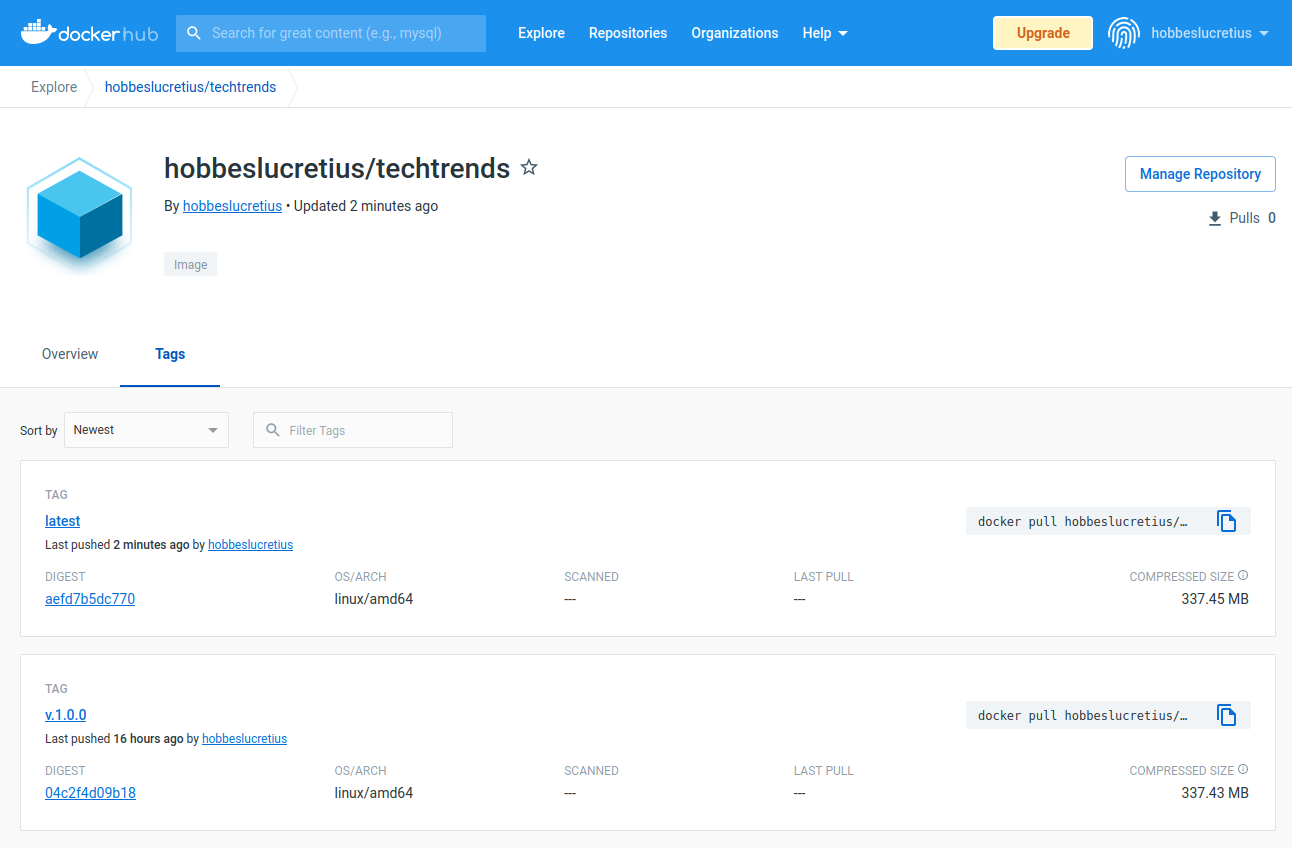 docker hub Search for great content (e.g., mysql) Explore Repositories Organizations Help Upgrade hobbeslucretius
Explore hobbeslucretius/techtrends
hobbeslucretius/techtrends
Manage Repository
By hobbeslucretius • Updated 2 minutes ago
Pulls 0
Image
Overview Tags
Sort by Newest Filter Tags
TAG
latest
docker pull hobbeslucretius/…
Last pushed 2 minutes ago by hobbeslucretius
DIGEST OS/ARCH SCANNED LAST PULL COMPRESSED SIZE
aefd7b5dc770 linux/amd64 --- --- 337.45 MB
TAG
v.1.0.0
docker pull hobbeslucretius/…
Last pushed 16 hours ago by hobbeslucretius
DIGEST OS/ARCH SCANNED LAST PULL COMPRESSED SIZE
04c2f4d09b18 linux/amd64 --- --- 337.43 MB